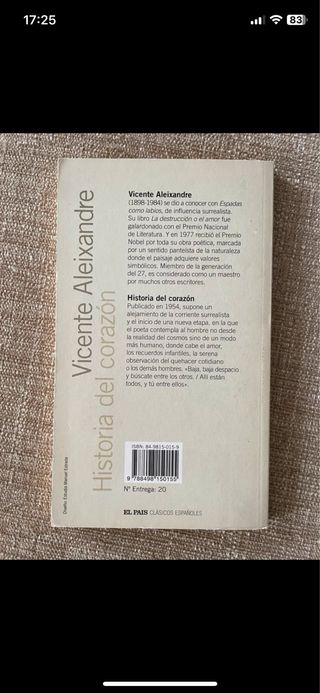 17:25
83
Vicente Aleixandre
Historia del corazón
Diseño: Estudio Manuel Estrada
Vicente Aleixandre
(1898-1984) se dio a conocer con Espadas
como labios, de influencia surrealista.
Su libro La destrucción o el amor fue
galardonado con el Premio Nacional
de Literatura. Y en 1977 recibió el Premio
Nobel por toda su obra poética, marcada
por un sentido panteísta de la naturaleza
donde el paisaje adquiere valores
simbólicos. Miembro de la generación
del 27, es considerado como un maestro
por muchos otros escritores.
Historia del corazón
Publicado en 1954, supone un
alejamiento de la corriente surrealista
y el inicio de una nueva etapa, en la que
el poeta contempla al hombre no desde
la realidad del cosmos sino de un modo
más humano, donde cabe el amor,
los recuerdos infantiles, la serena
observación del quehacer cotidiano
o los demás hombres. «Baja, baja despacio
y búscate entre los otros. / Allí están
todos, y tú entre ellos».
ISBN: 84-9815-015-9
9 788498 150155
Nº Entrega: 20
EL PAIS CLÁSICOS ESPAÑOLES